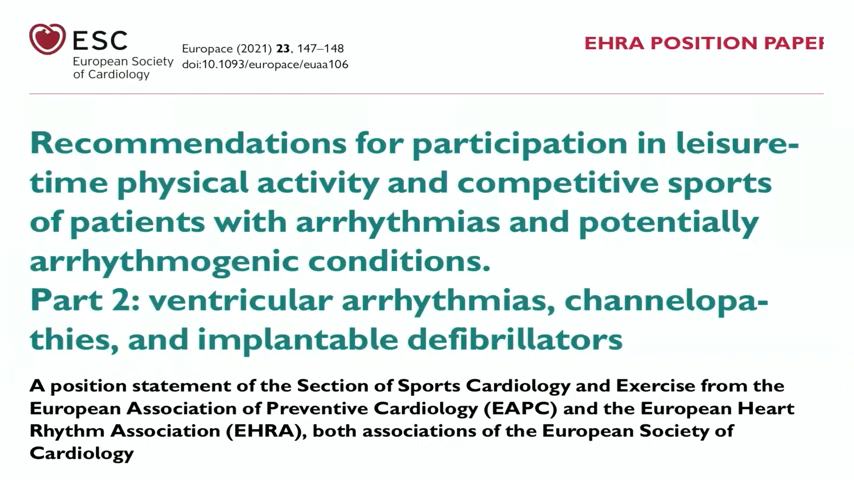 ESC
European Society
of Cardiology
Europace (2021) 23, 147–148
doi:10.1093/europace/euaa106
EHRA POSITION PAPER
Recommendations for participation in leisure-
time physical activity and competitive sports
of patients with arrhythmias and potentially
arrhythmogenic conditions.
Part 2: ventricular arrhythmias, channelopa-
thies, and implantable defibrillators
A position statement of the Section of Sports Cardiology and Exercise from the
European Association of Preventive Cardiology (EAPC) and the European Heart
Rhythm Association (EHRA), both associations of the European Society of
Cardiology